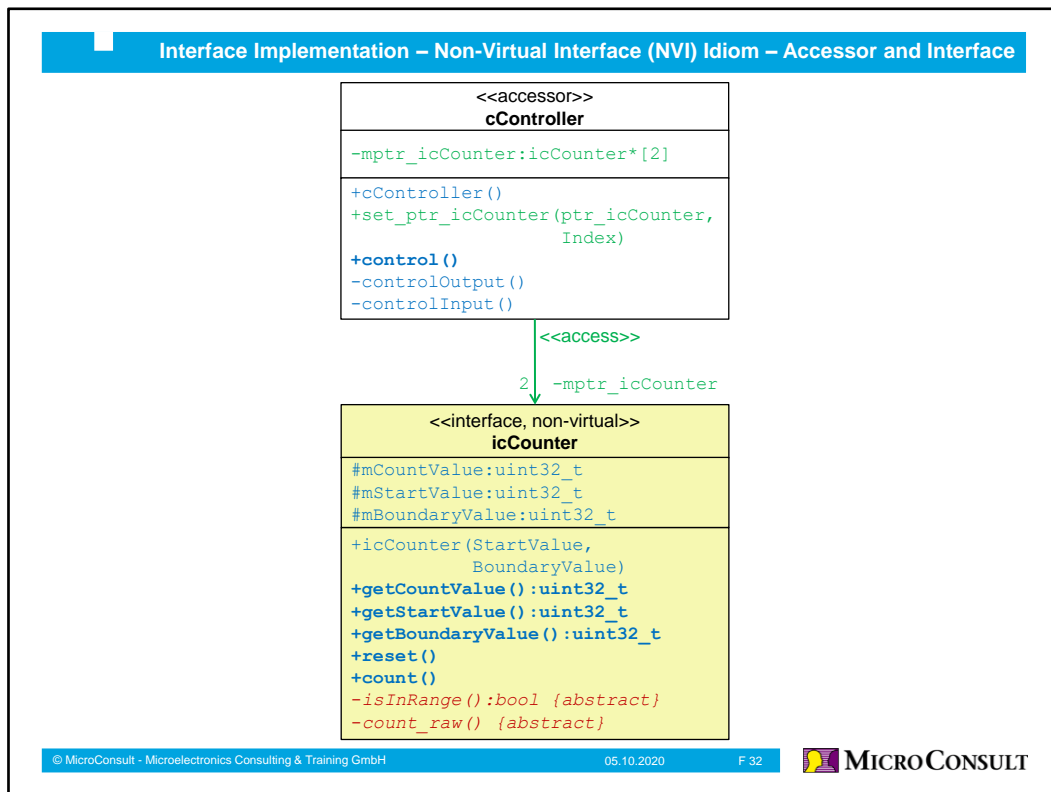 Interface Implementation – Non-Virtual Interface (NVI) Idiom – Accessor and Interface
<<accessor>>
cController
-mptr_icCounter:icCounter*[2]
+cController()
+set_ptr_icCounter(ptr_icCounter,
Index)
+control()
-controlOutput()
-controlInput()
<<access>>
2 -mptr_icCounter
<<interface, non-virtual>>
icCounter
#mCountValue:uint32_t
#mStartValue:uint32_t
#mBoundaryValue:uint32_t
+icCounter(StartValue,
BoundaryValue)
+getCountValue():uint32_t
+getStartValue():uint32_t
+getBoundaryValue():uint32_t
+reset()
+count()
-isInRange():bool {abstract}
-count_raw() {abstract}
© MicroConsult - Microelectronics Consulting & Training GmbH 05.10.2020 F 32 MICROCONSULT